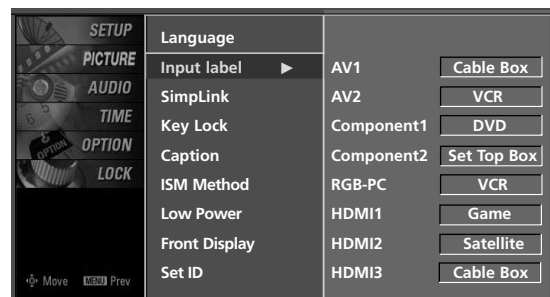 SETUP
PICTURE
AUDIO
TIME
OPTION
LOCK
Move MENU Prev
Language
Input label ►
SimpLink
Key Lock
Caption
ISM Method
Low Power
Front Display
Set ID
AV1 Cable Box
AV2 VCR
Component1 DVD
Component2 Set Top Box
RGB-PC VCR
HDMI1 Game
HDMI2 Satellite
HDMI3 Cable Box